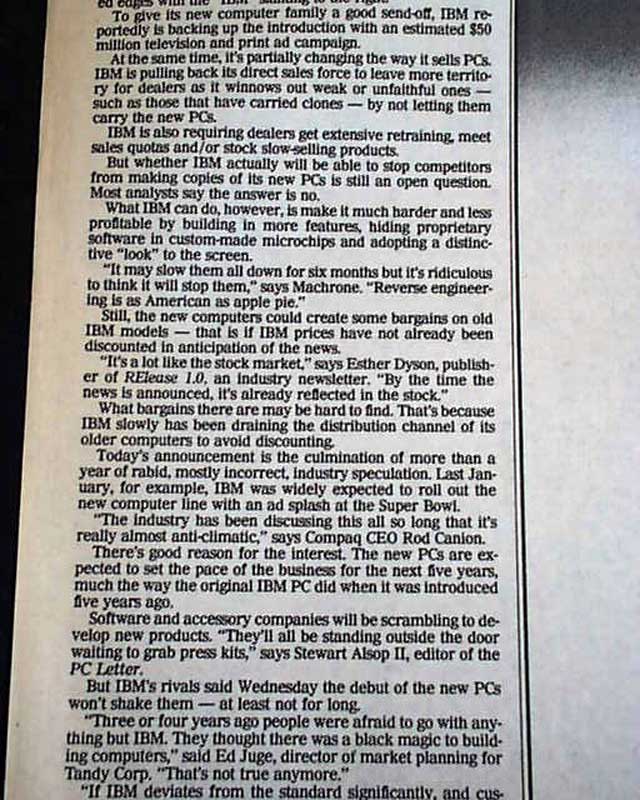 ed edges with the "IBM" slanting to the right.
To give its new computer family a good send-off, IBM re-
portedly is backing up the introduction with an estimated $50
million television and print ad campaign.
At the same time, it's partially changing the way it sells PCs.
IBM is pulling back its direct sales force to leave more territo-
ry for dealers as it winnows out weak or unfaithful ones —
such as those that have carried clones — by not letting them
carry the new PCs.
IBM is also requiring dealers get extensive retraining, meet
sales quotas and/or stock slow-selling products.
But whether IBM actually will be able to stop competitors
from making copies of its new PCs is still an open question.
Most analysts say the answer is no.
What IBM can do, however, is make it much harder and less
profitable by building in more features, hiding proprietary
software in custom-made microchips and adopting a distinc-
tive "look" to the screen.
"It may slow them all down for six months but it's ridiculous
to think it will stop them," says Machrone. "Reverse engineer-
ing is as American as apple pie."
Still, the new computers could create some bargains on old
IBM models — that is if IBM prices have not already been
discounted in anticipation of the news.
"It's a lot like the stock market," says Esther Dyson, publish-
er of RElease 1.0, an industry newsletter. "By the time the
news is announced, it's already reflected in the stock."
What bargains there are may be hard to find. That's because
IBM slowly has been draining the distribution channel of its
older computers to avoid discounting.
Today's announcement is the culmination of more than a
year of rabid, mostly incorrect, industry speculation. Last Jan-
uary, for example, IBM was widely expected to roll out the
new computer line with an ad splash at the Super Bowl.
"The industry has been discussing this all so long that it's
really almost anti-climatic," says Compaq CEO Rod Canion.
There's good reason for the interest. The new PCs are ex-
pected to set the pace of the business for the next five years,
much the way the original IBM PC did when it was introduced
five years ago.
Software and accessory companies will be scrambling to de-
velop new products. "They'll all be standing outside the door
waiting to grab press kits," says Stewart Alsop II, editor of the
PC Letter.
But IBM's rivals said Wednesday the debut of the new PCs
won't shake them — at least not for long.
"Three or four years ago people were afraid to go with any-
thing but IBM. They thought there was a black magic to build-
ing computers," said Ed Juge, director of market planning for
Tandy Corp. "That's not true anymore."
"If IBM deviates from the standard significantly, and cus-